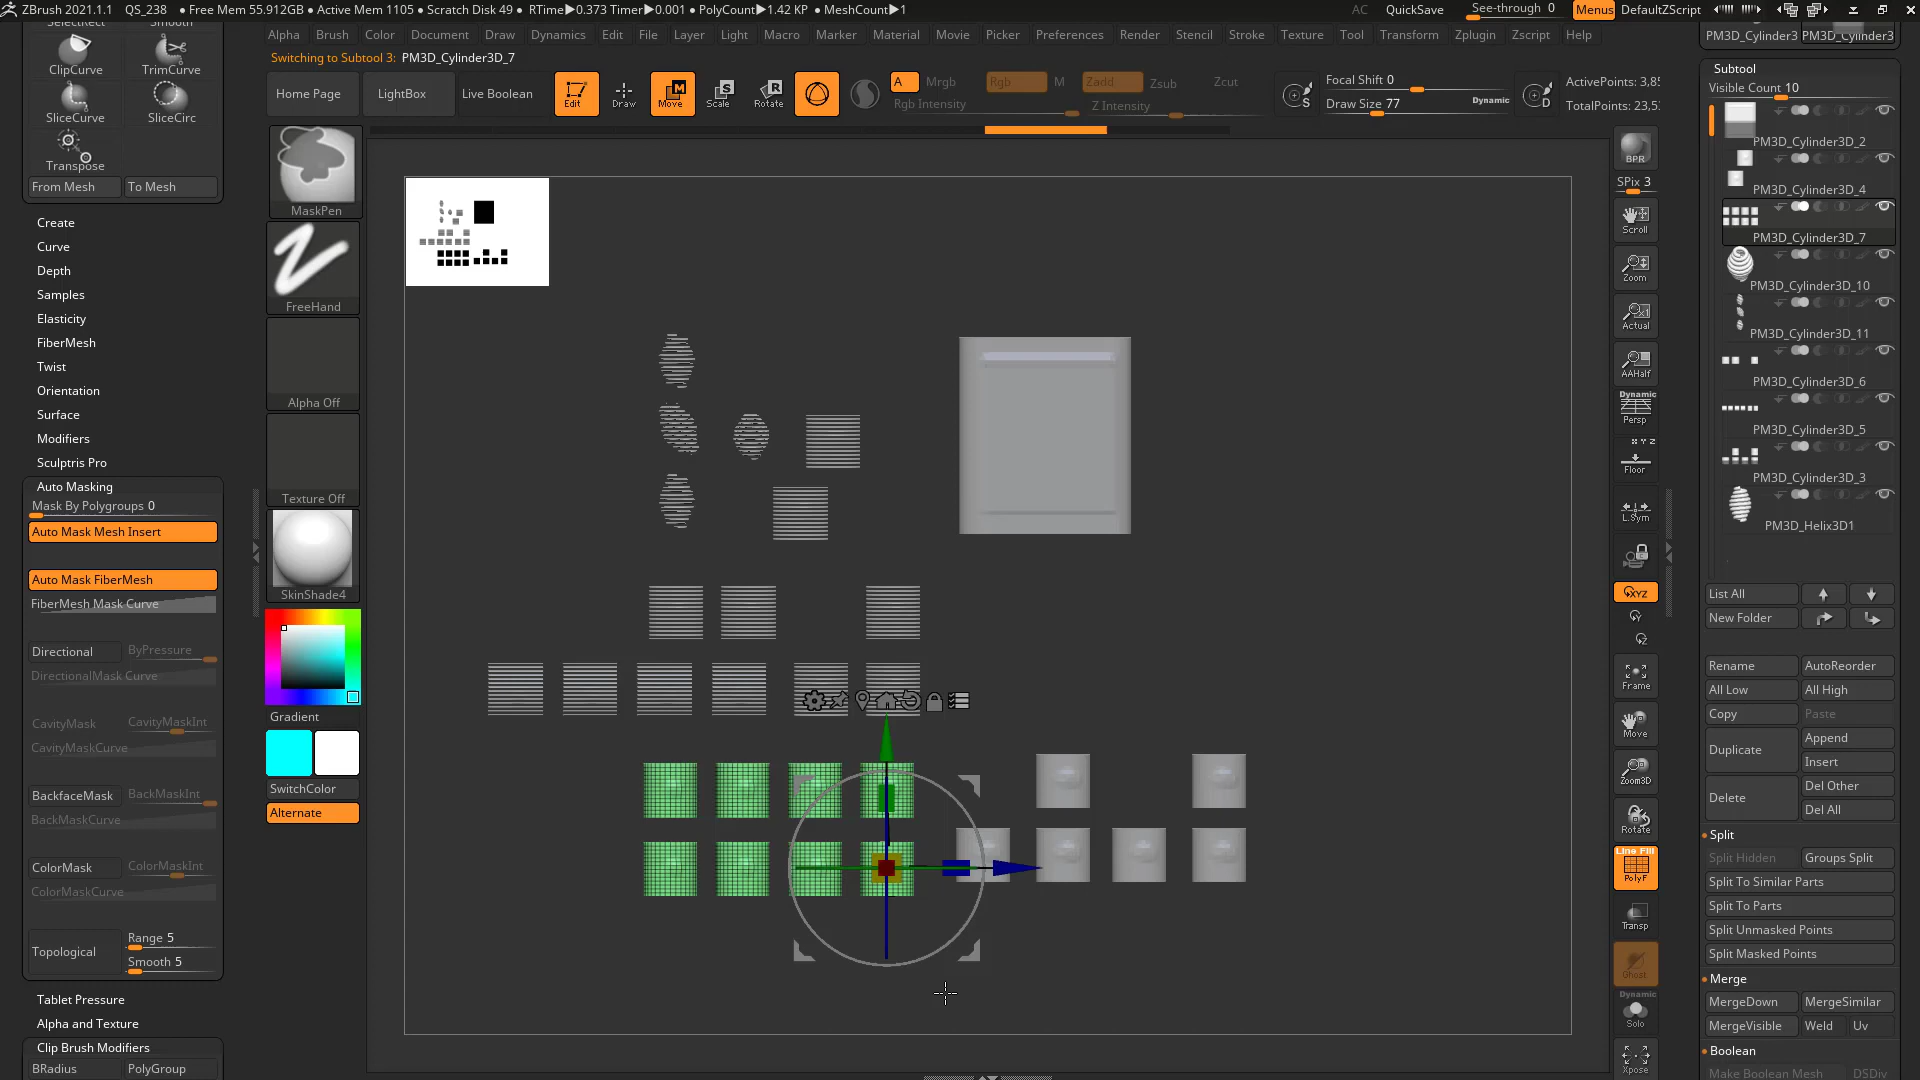 ZBrush 2021.1.1 QS_238 ● Free Mem 55.912GB ● Active Mem 1105 ● Scratch Disk 49 ● RTime▶0.373 Timer▶0.001 ● PolyCount▶1.42 KP ● MeshCount▶1
AC QuickSave See-through 0 Menus DefaultZScript
Alpha Brush Color Document Draw Dynamics Edit File Layer Light Macro Marker Material Movie Picker Preferences Render Stencil Stroke Texture Tool Transform Zplugin Zscript Help
Switching to Subtool 3: PM3D_Cylinder3D_7
Home Page LightBox Live Boolean Edit Draw Move Scale Rotate
A Mrgb Rgb M Zadd Zsub Zcut
Rgb Intensity Z Intensity
Focal Shift 0
Draw Size 77 Dynamic
ActivePoints: 3,85
TotalPoints: 23,5
SelectRect Smooth
ClipCurve TrimCurve
SliceCurve SliceCirc
Transpose
From Mesh To Mesh
Create
Curve
Depth
Samples
Elasticity
FiberMesh
Twist
Orientation
Surface
Modifiers
Sculptris Pro
Auto Masking
Mask By Polygroups 0
Auto Mask Mesh Insert
Auto Mask FiberMesh
FiberMesh Mask Curve
Directional ByPressure
DirectionalMask Curve
CavityMask CavityMaskInt
CavityMaskCurve
BackfaceMask BackMaskInt
BackMaskCurve
ColorMask ColorMaskInt
ColorMaskCurve
Topological Range 5
Smooth 5
Tablet Pressure
Alpha and Texture
Clip Brush Modifiers
BRadius PolyGroup
MaskPen
FreeHand
Alpha Off
Texture Off
SkinShade4
Gradient
SwitchColor
Alternate
BPR
SPix 3
Scroll
Zoom
Actual
AAHalf
Dynamic
Persp
X Y Z
Floor
L.Sym
XYZ
Y
Z
Frame
Move
Zoom3D
Rotate
Line Fill
PolyF
Transp
Ghost
Dynamic
Solo
Xpose
PM3D_Cylinder3 PM3D_Cylinder3
Subtool
Visible Count 10
PM3D_Cylinder3D_2
PM3D_Cylinder3D_4
PM3D_Cylinder3D_7
PM3D_Cylinder3D_10
PM3D_Cylinder3D_11
PM3D_Cylinder3D_6
PM3D_Cylinder3D_5
PM3D_Cylinder3D_3
PM3D_Helix3D1
List All
New Folder
Rename AutoReorder
All Low All High
Copy Paste
Duplicate Append
Insert
Delete Del Other
Del All
Split
Split Hidden Groups Split
Split To Similar Parts
Split To Parts
Split Unmasked Points
Split Masked Points
Merge
MergeDown MergeSimilar
MergeVisible Weld Uv
Boolean
Make Boolean Mesh DSDiv